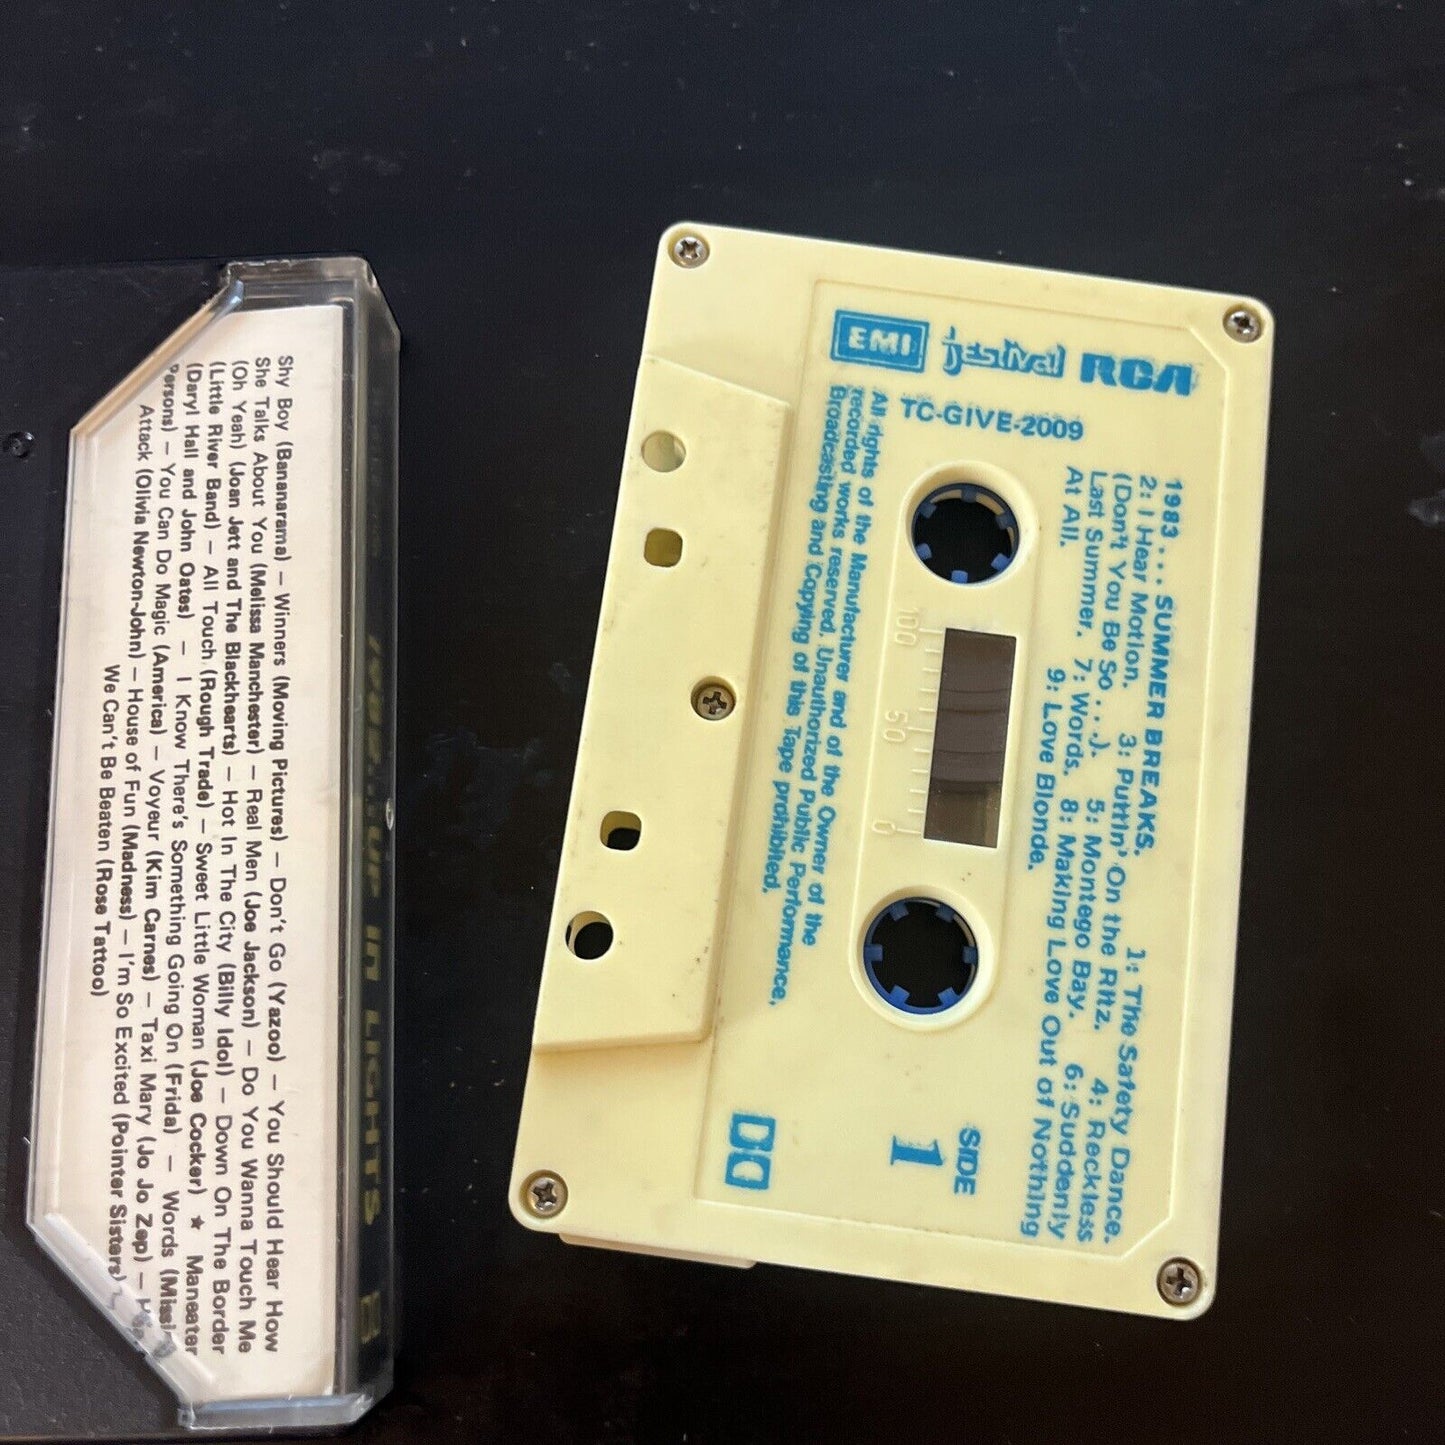 Shy Boy (Bananarama) — Winners (Moving Pictures) — Don't Go (Yazoo) — You Should Hear How
She Talks About You (Melissa Manchester) — Real Men (Joe Jackson) — Do You Wanna Touch Me
(Oh Yeah) (Joan Jett and The Blackhearts) — Hot In The City (Billy Idol) — Down On The Border
(Little River Band) — All Touch (Rough Trade) — Sweet Little Woman (Joe Cocker) ★ Maneater
(Daryl Hall and John Oates) — I Know There's Something Going On (Frida) — Words (Missing
Persons) — You Can Do Magic (America) — Voyeur (Kim Carnes) — Taxi Mary (Jo Jo Zep) —
Attack (Olivia Newton-John) — House of Fun (Madness) — I'm So Excited (Pointer Sisters)
We Can't Be Beaten (Rose Tattoo)
1982...UP IN LIGHTS
EMI festival RCA
TC-GIVE-2009
1983 . . . SUMMER BREAKS. 1: The Safety Dance.
2: I Hear Motion. 3: Puttin' On the Ritz. 4: Reckless
(Don't You Be So . . .). 5: Montego Bay. 6: Suddenly
Last Summer. 7: Words. 8: Making Love Out of Nothing
At All. 9: Love Blonde.
100 50 0
SIDE
1
All rights of the Manufacturer and of the Owner of the
recorded works reserved. Unauthorized Public Performance,
Broadcasting and Copying of this Tape prohibited.